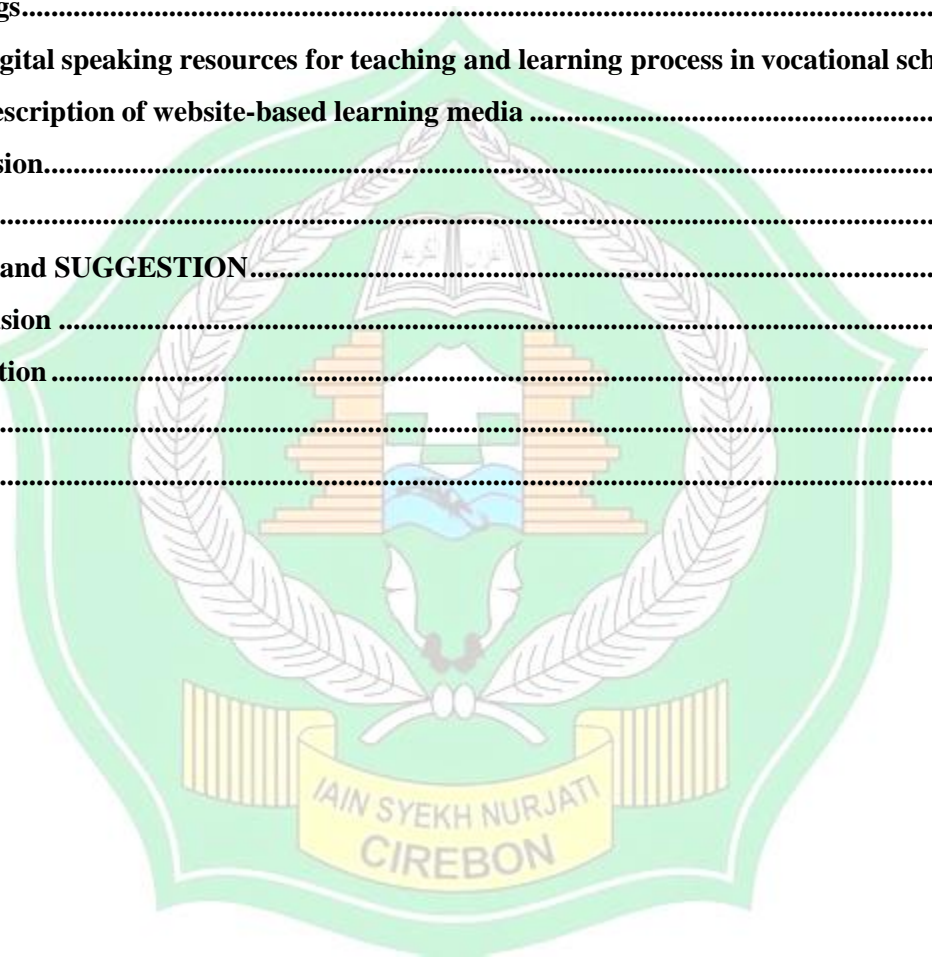 gs........................................................................
igital speaking resources for teaching and learning process in vocational sch
escription of website-based learning media ........................................................
sion........................................................................
........................................................................
and SUGGESTION........................................................................
sion ........................................................................
tion ........................................................................
........................................................................
........................................................................
IAIN SYEKH NURJATI
CIREBON